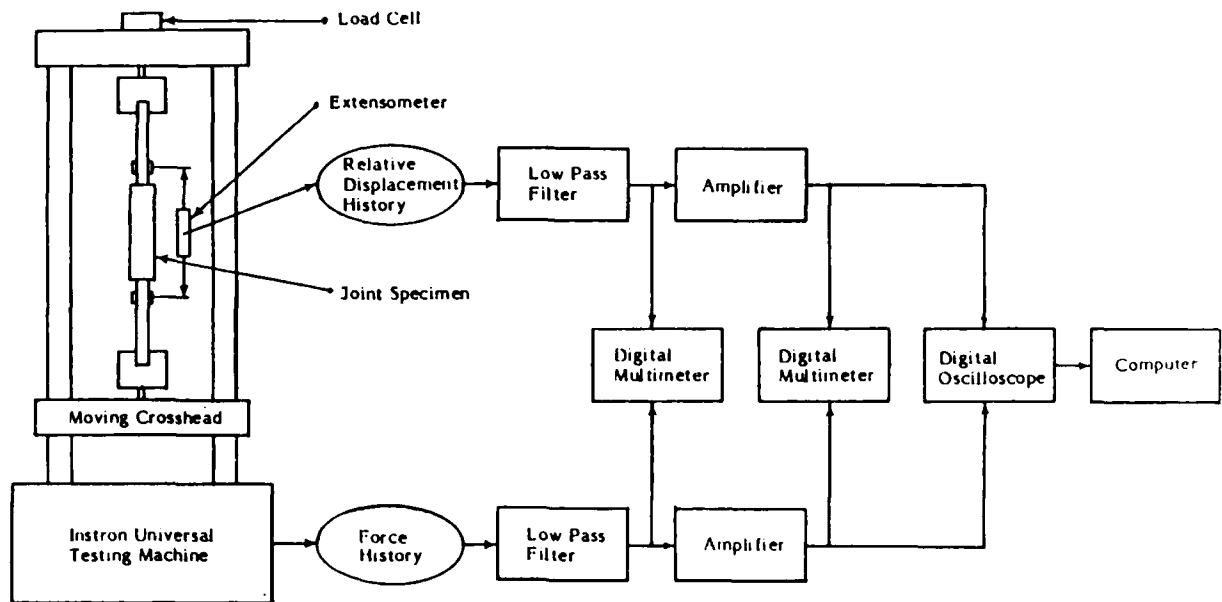 Load Cell
Extensometer
Relative
Displacement
History
Low Pass
Filter
Amplifier
Joint Specimen
Digital
Multimeter
Digital
Multimeter
Digital
Oscilloscope
Computer
Moving Crosshead
Instron Universal
Testing Machine
Force
History
Low Pass
Filter
Amplifier